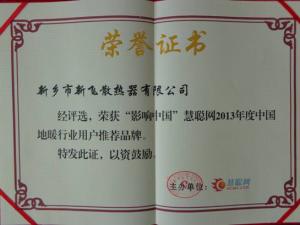 荣誉证书
新乡市新飞散热器有限公司
经评选，荣获“影响中国”慧聪网2013年度中国
地暖行业用户推荐品牌。
特发此证，以资鼓励。
主办单位：慧聪网